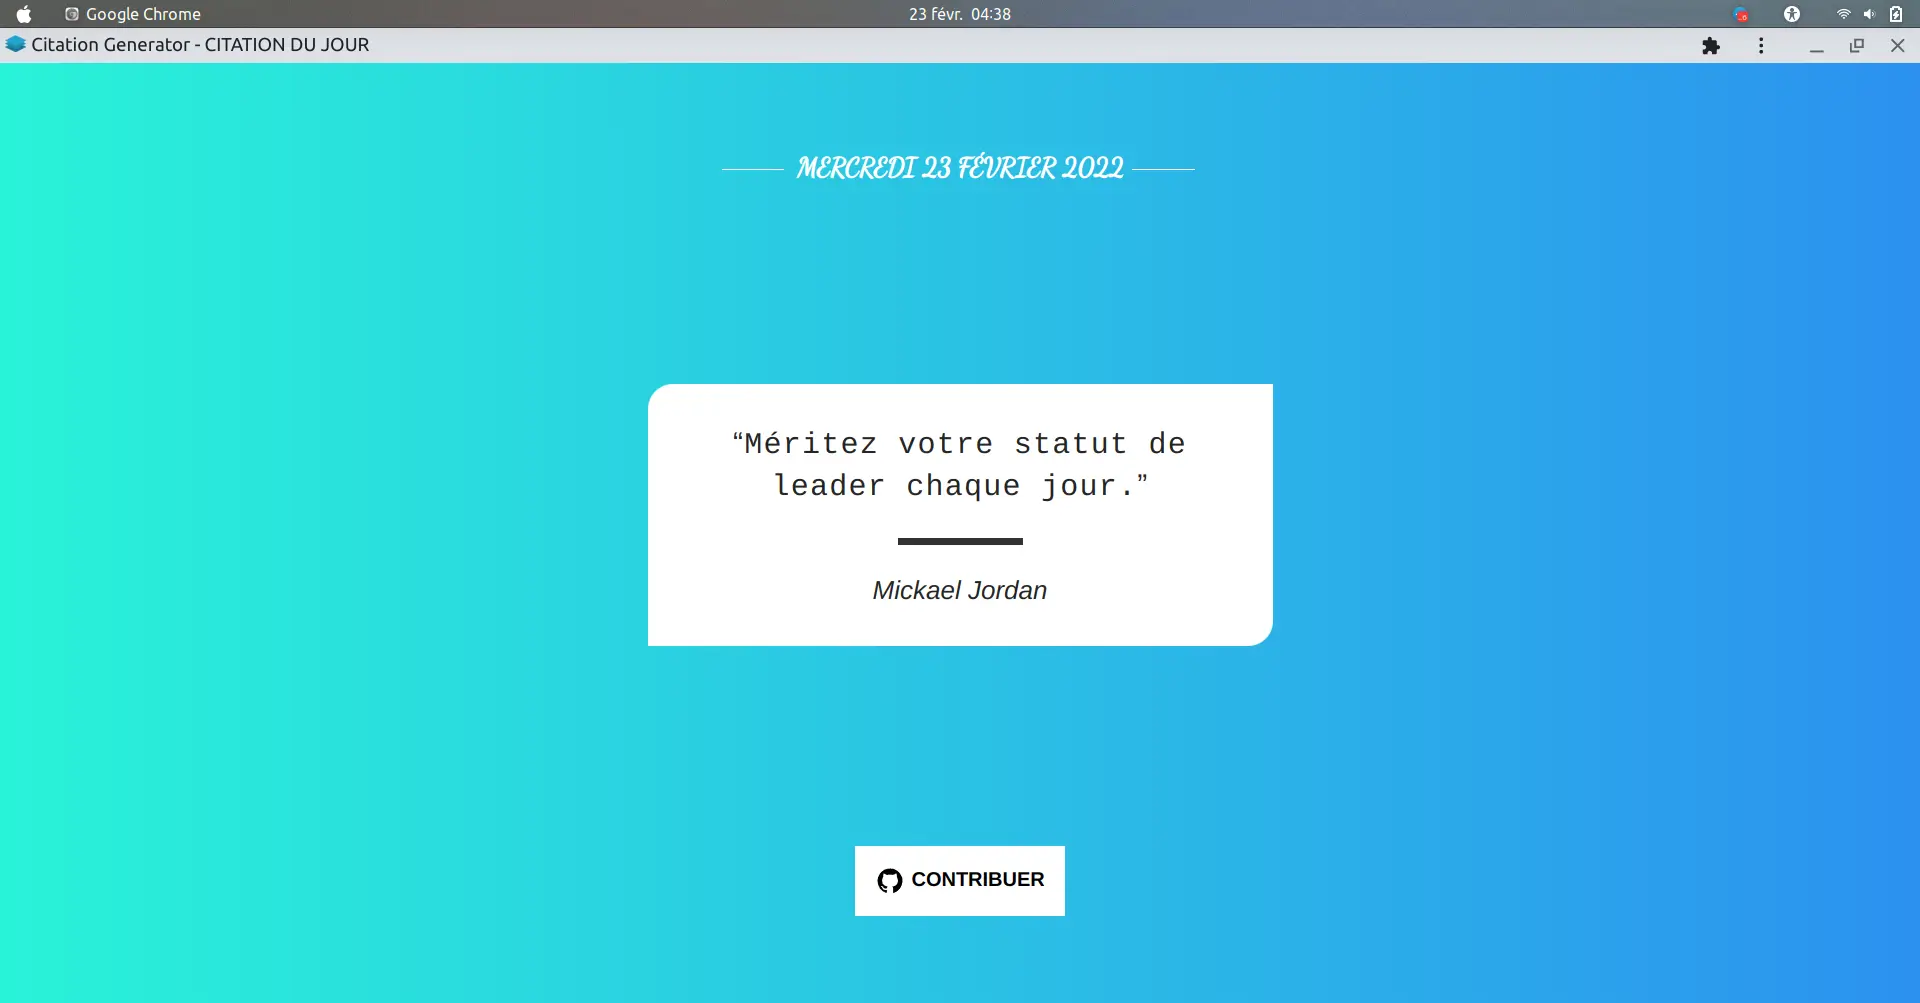 Google Chrome
23 févr. 04:38
Citation Generator - CITATION DU JOUR
MERCREDI 23 FÉVRIER 2022
“Méritez votre statut de
leader chaque jour.”
Mickael Jordan
CONTRIBUER